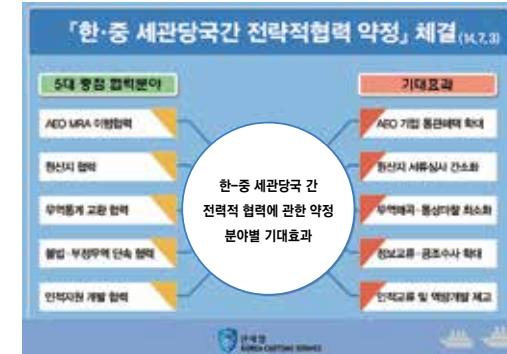 「한·중 세관당국간 전략적협력 약정」 체결(14.7.3)
5대 중점 협력분야
기대효과
AEO MRA 이행협력
AEO 기업 통관혜택 확대
원산지 협력
원산지 서류심사 간소화
한-중 세관당국 간
전력적 협력에 관한 약정
분야별 기대효과
무역통계 교환 협력
무역왜곡·통상마찰 최소화
불법·부정무역 단속 협력
정보교류·공조수사 확대
인적자원 개발 협력
인적교류 및 역량개발 제고
관세청
KOREA CUSTOMS SERVICE